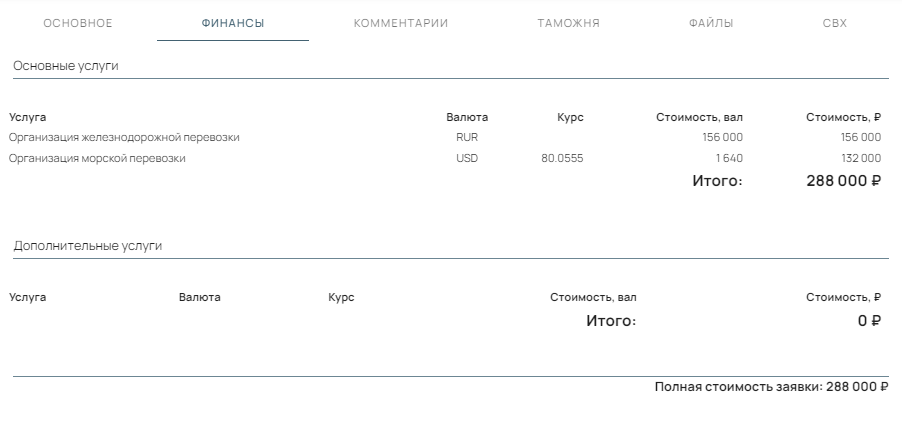 ОСНОВНОЕ ФИНАНСЫ КОММЕНТАРИИ ТАМОЖНЯ ФАЙЛЫ СВХ
Основные услуги
Услуга Валюта Курс Стоимость, вал Стоимость, ₽
Организация железнодорожной перевозки RUR 156 000 156 000
Организация морской перевозки USD 80.0555 1 640 132 000
Итого: 288 000 ₽
Дополнительные услуги
Услуга Валюта Курс Стоимость, вал Стоимость, ₽
Итого: 0 ₽
Полная стоимость заявки: 288 000 ₽